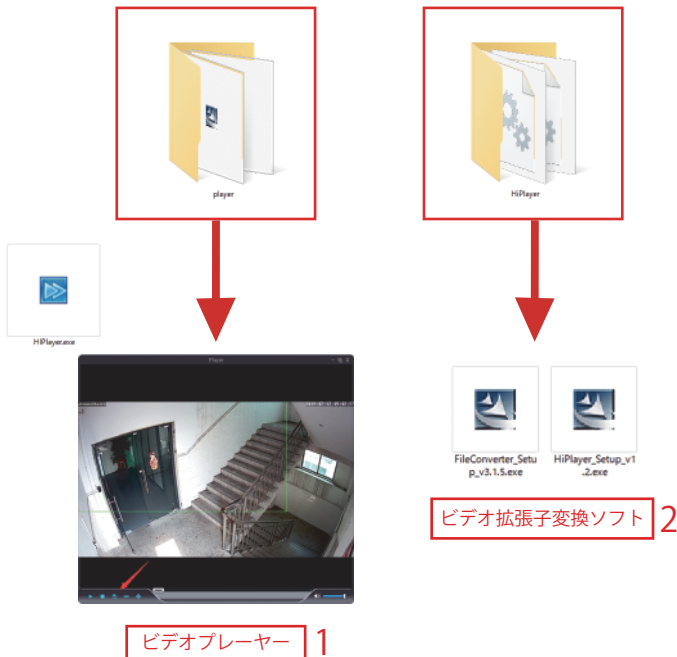 player
HiPlayer
HiPlayer.exe
Player
FileConverter_Setu
p_v3.1.5.exe
HiPlayer_Setup_v1
.2.exe
ビデオ拡張子変換ソフト
2
ビデオプレーヤー
1